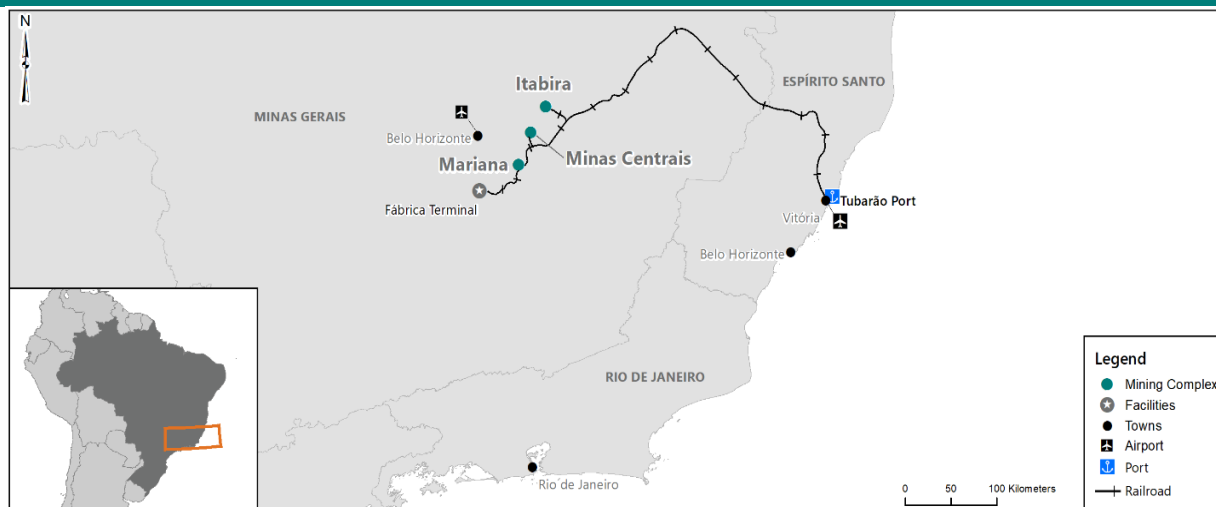 N
ESPÍRITO SANTO
Itabira
MINAS GERAIS
Belo Horizonte
Mariana
Minas Centrais
Fábrica Terminal
Tubarão Port
Vitória
Belo Horizonte
RIO DE JANEIRO
Rio de Janeiro
0 50 100 Kilometers
Legend
Mining Complex
Facilities
Towns
Airport
Port
Railroad